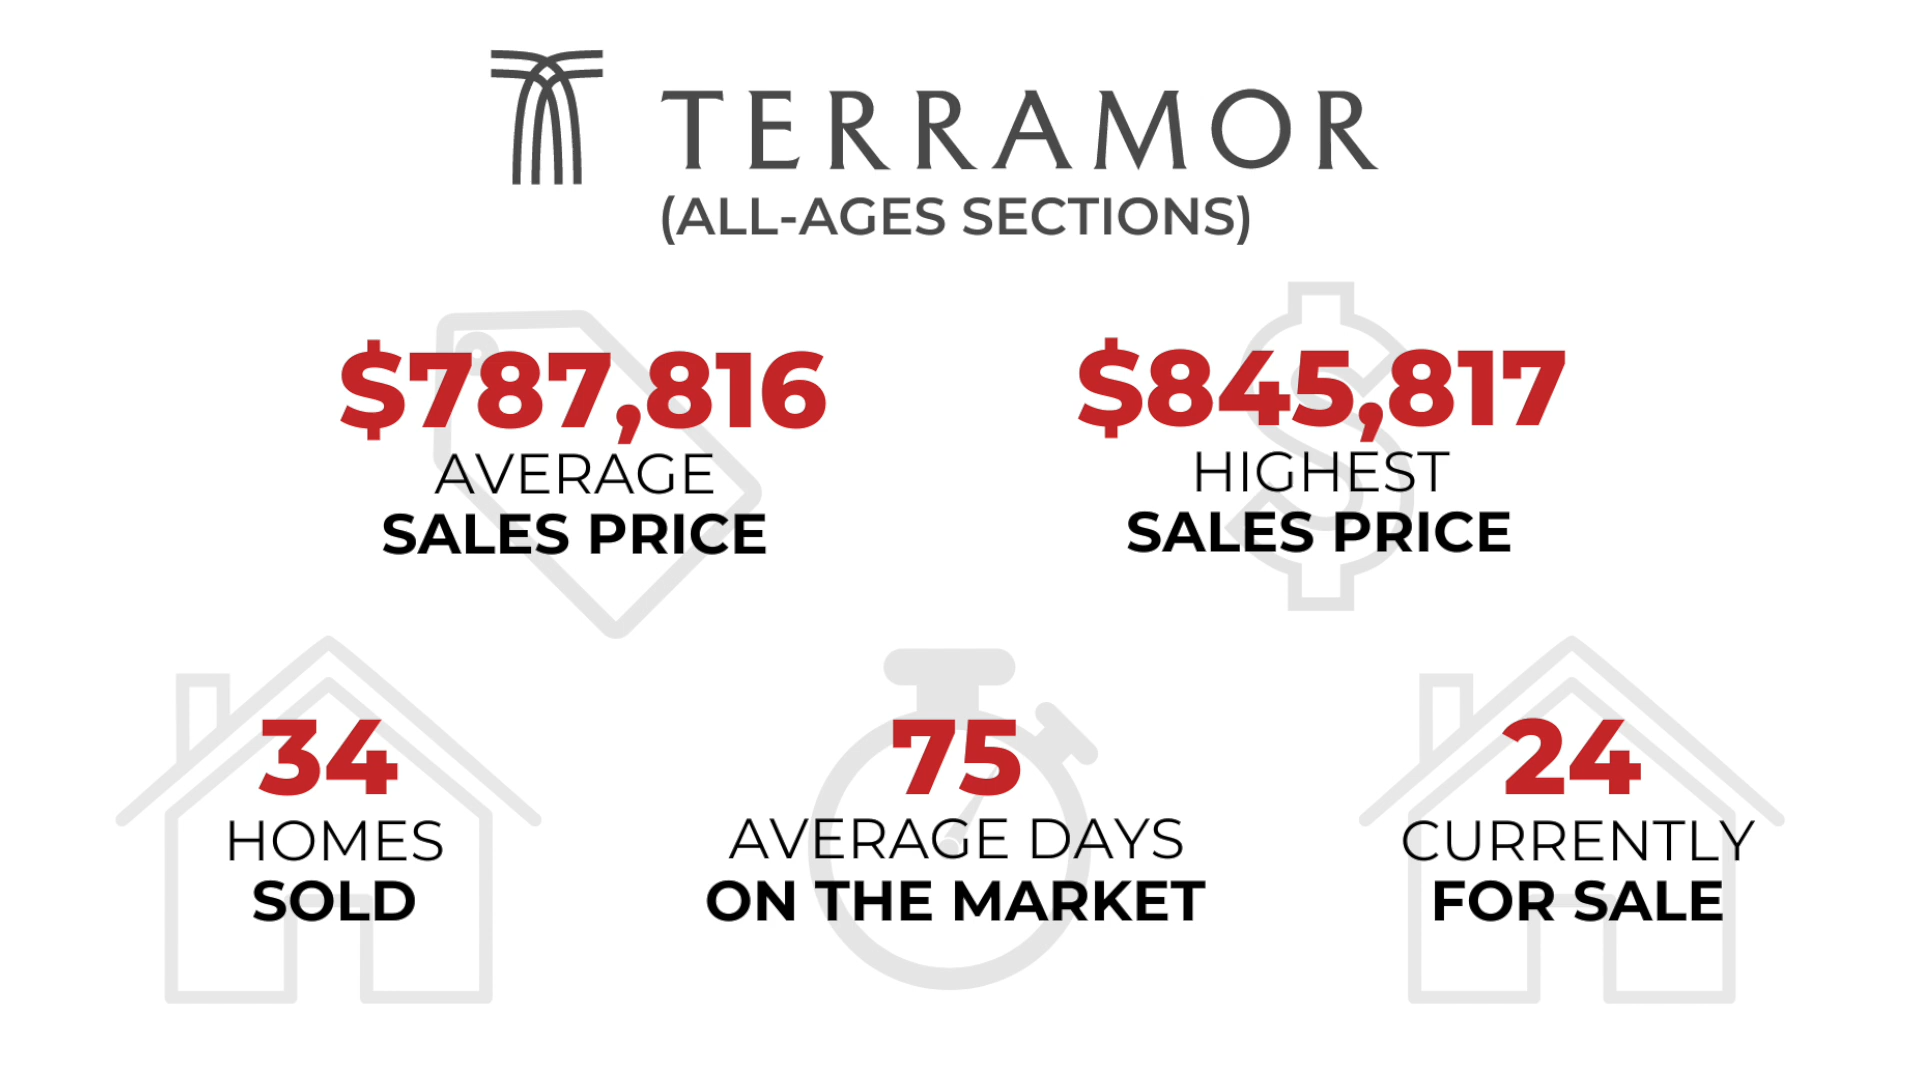 TERRAMOR
(ALL-AGES SECTIONS)
$787,816
AVERAGE
SALES PRICE
$845,817
HIGHEST
SALES PRICE
34
HOMES
SOLD
75
AVERAGE DAYS
ON THE MARKET
24
CURRENTLY
FOR SALE